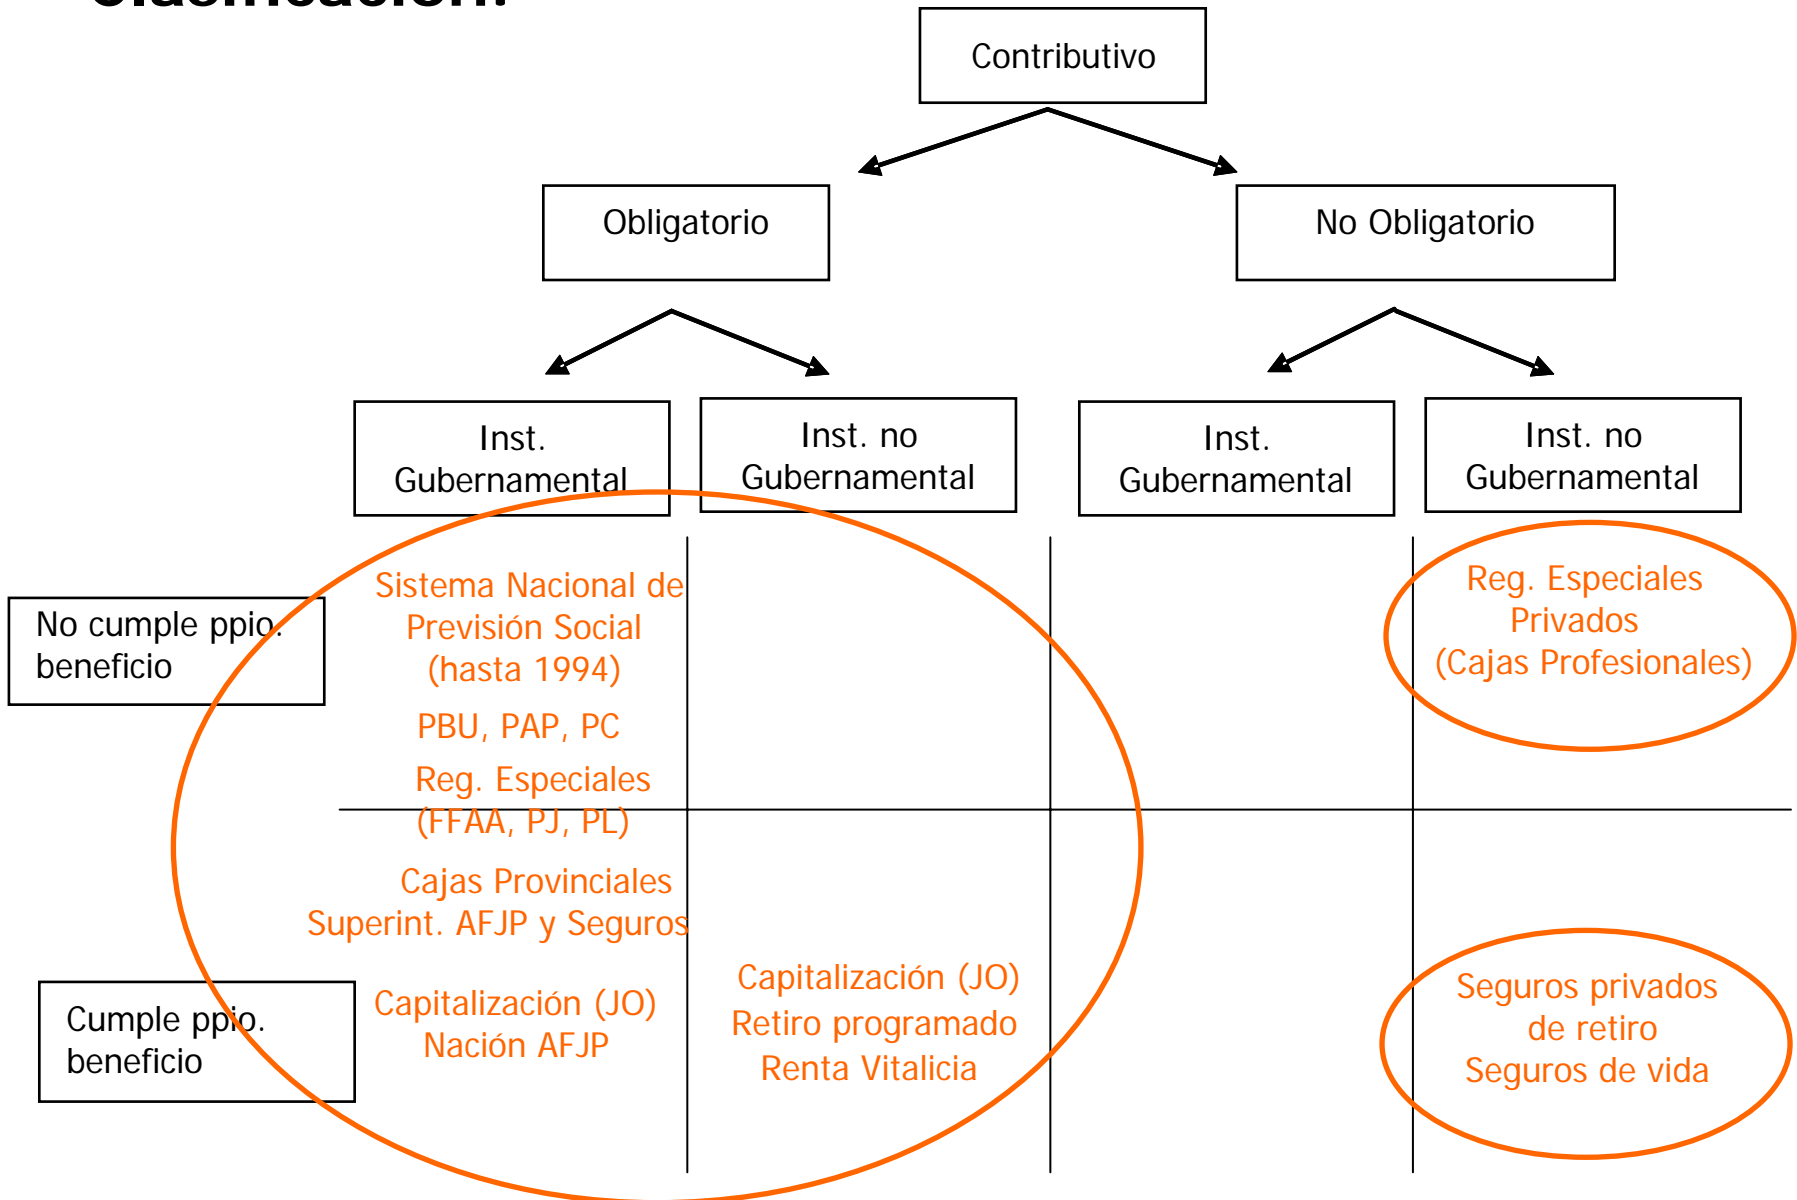 Contributivo
Obligatorio
No Obligatorio
Inst.
Gubernamental
Inst. no
Gubernamental
Inst.
Gubernamental
Inst. no
Gubernamental
No cumple ppio.
beneficio
Sistema Nacional de
Previsión Social
(hasta 1994)
PBU, PAP, PC
Reg. Especiales
(FFAA, PJ, PL)
Reg. Especiales
Privados
(Cajas Profesionales)
Cajas Provinciales
Superint. AFJP y Seguros
Cumple ppio.
beneficio
Capitalización (JO)
Nación AFJP
Capitalización (JO)
Retiro programado
Renta Vitalicia
Seguros privados
de retiro
Seguros de vida